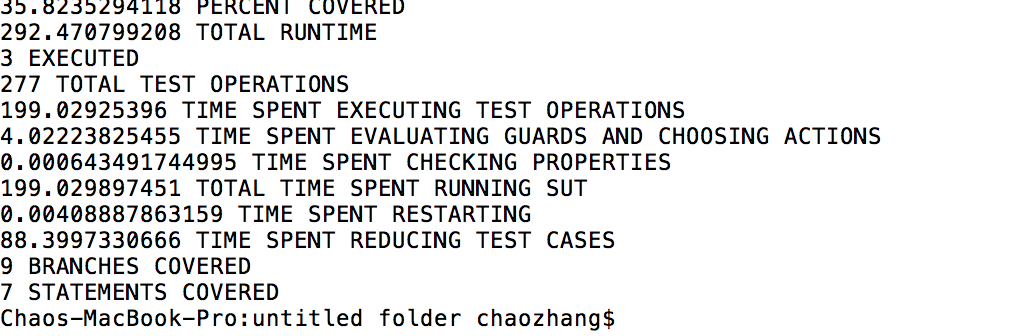 35.8235294118 PERCENT COVERED
292.470799208 TOTAL RUNTIME
3 EXECUTED
277 TOTAL TEST OPERATIONS
199.02925396 TIME SPENT EXECUTING TEST OPERATIONS
4.02223825455 TIME SPENT EVALUATING GUARDS AND CHOOSING ACTIONS
0.000643491744995 TIME SPENT CHECKING PROPERTIES
199.029897451 TOTAL TIME SPENT RUNNING SUT
0.00408887863159 TIME SPENT RESTARTING
88.3997330666 TIME SPENT REDUCING TEST CASES
9 BRANCHES COVERED
7 STATEMENTS COVERED
Chaos-MacBook-Pro:untitled folder chaozhang$